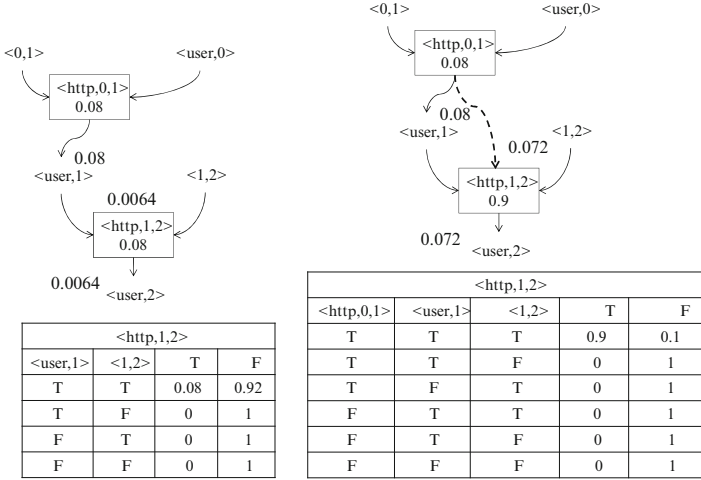 <0,1>
<user,0>
<http,0,1>
0.08
0.08
<user,1>
<1,2>
0.0064
<http,1,2>
0.08
0.0064
<user,2>
<http,1,2>
<user,1> <1,2> T F
T T 0.08 0.92
T F 0 1
F T 0 1
F F 0 1
<0,1>
<user,0>
<http,0,1>
0.08
0.08
<user,1>
<1,2>
0.072
<http,1,2>
0.9
0.072
<user,2>
<http,1,2>
<http,0,1> <user,1> <1,2> T F
T T T 0.9 0.1
T T F 0 1
T F T 0 1
F T T 0 1
F T F 0 1
F F F 0 1